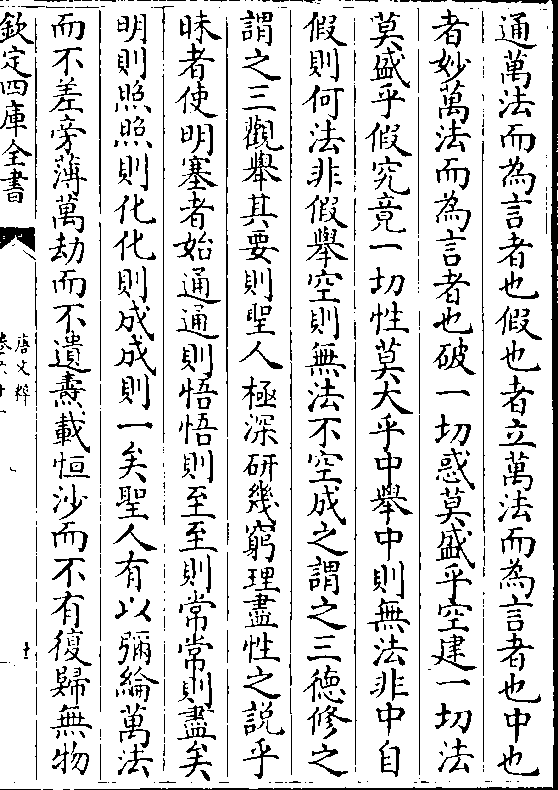 通萬法而為言者也假也者立萬法而為言者也中也
者妙萬法而為言者也破一切惑莫盛乎空建一切法
莫盛乎假究竟一切性莫大乎中舉中則無法非中自
假則何法非假舉空則無法不空成之謂之三德修之
謂之三觀舉其要則聖人極深研幾窮理盡性之說乎
昧者使明塞者始通通則悟悟則至至則常常則盡矣
明則照照則化化則成成則一矣聖人有以彌綸萬法
而不差旁薄萬劫而不遺燾載恒沙而不有復歸無物
欽定四庫全書
唐文粹